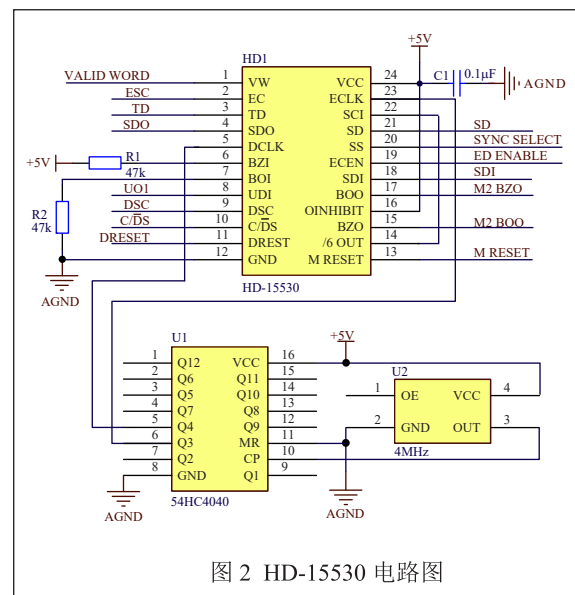 +5V
HD1
C1 0.1μF
AGND
VALID WORD 1 VW VCC 24
ESC 2 EC ECLK 23
TD 3 TD SCI 22
SDO 4 SDO SD 21 SD
5 DCLK SS 20 SYNC SELECT
+5V R1 47k 6 BZI ECEN 19 ED ENABLE
7 BOI SDI 18 SDI
UO1 8 UDI BOO 17 M2 BZO
R2 47k DSC 9 DSC OINHIBIT 16
C/D̅S 10 C/D̅S BZO 15 M2 BOO
DRESET 11 DREST /6 OUT 14
12 GND M RESET 13 M RESET
AGND
HD-15530
U1
+5V
U2
1 Q12 VCC 16
2 Q6 Q11 15
3 Q5 Q10 14
4 Q7 Q8 13
5 Q4 Q9 12
6 Q3 MR 11
7 Q2 CP 10
8 GND Q1 9
1 OE VCC 4
2 GND OUT 3
4MHz
AGND
54HC4040
AGND
图 2 HD-15530 电路图